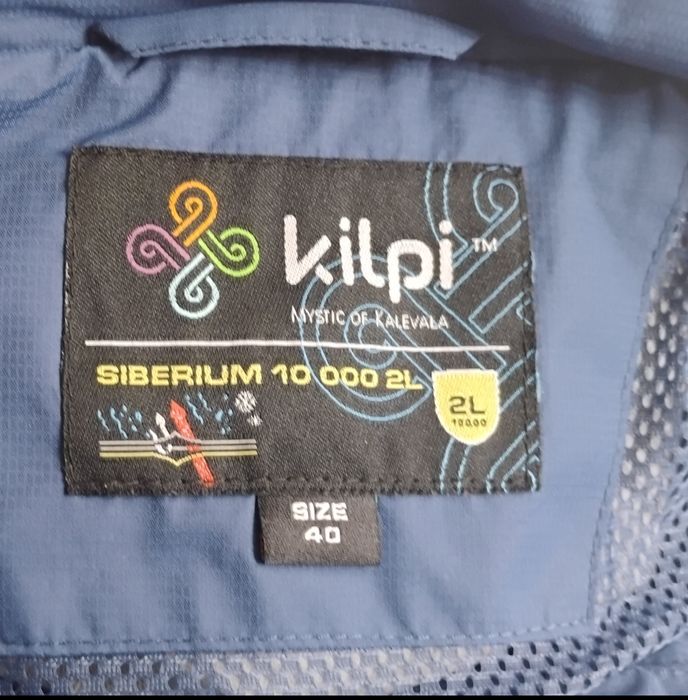 Kilpi™
MYSTIC OF KALEVALA
SIBERIUM 10 000 2L
2L
SIZE
40